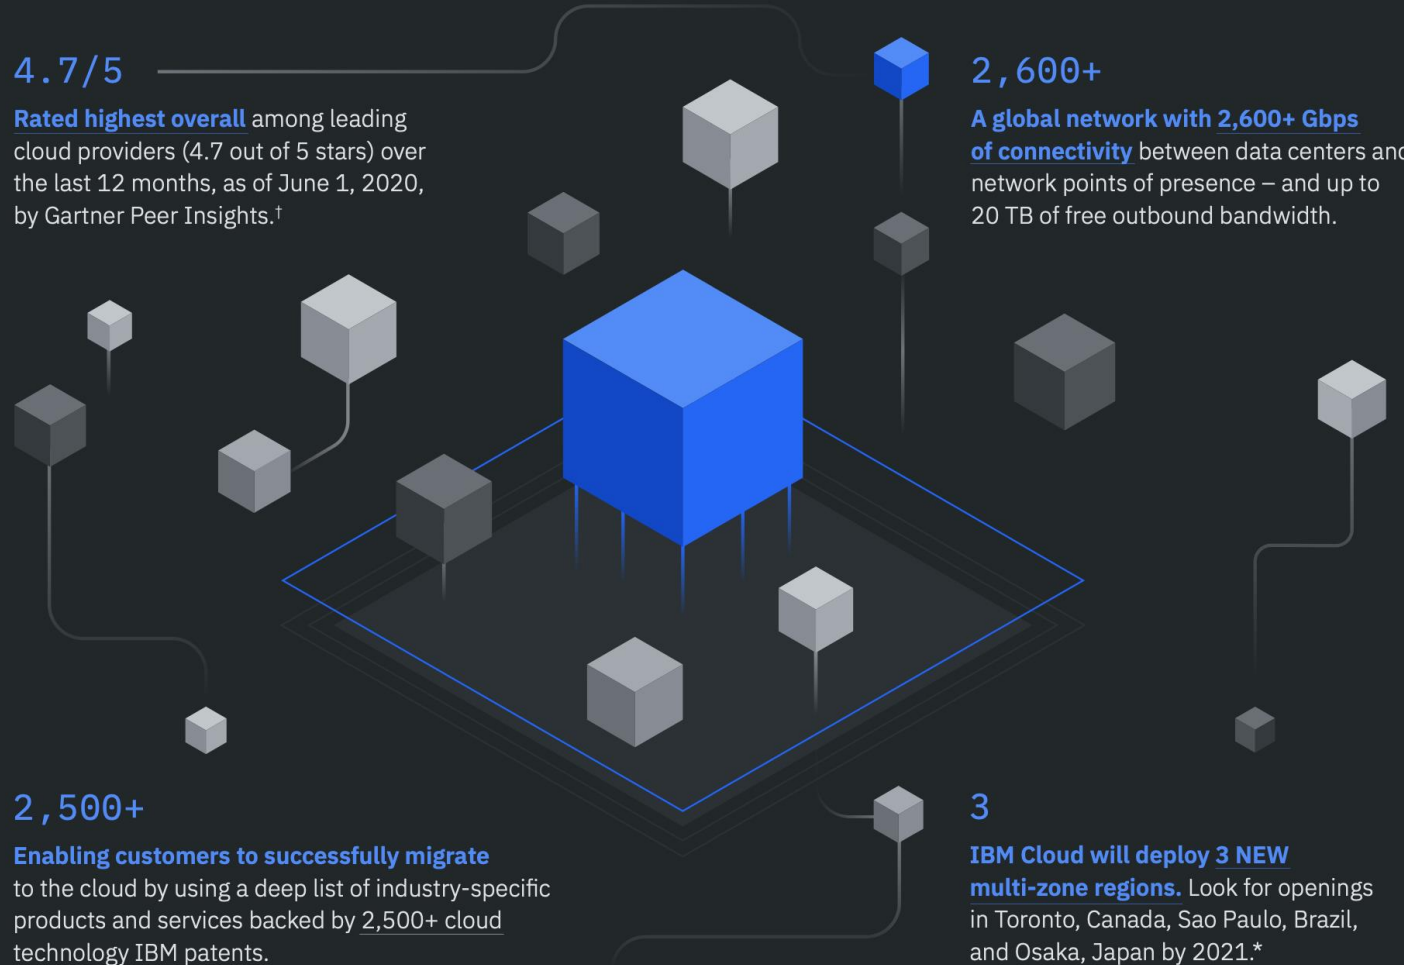 4.7/5
Rated highest overall among leading
cloud providers (4.7 out of 5 stars) over
the last 12 months, as of June 1, 2020,
by Gartner Peer Insights.†
2,600+
A global network with 2,600+ Gbps
of connectivity between data centers and
network points of presence – and up to
20 TB of free outbound bandwidth.
2,500+
Enabling customers to successfully migrate
to the cloud by using a deep list of industry-specific
products and services backed by 2,500+ cloud
technology IBM patents.
3
IBM Cloud will deploy 3 NEW
multi-zone regions. Look for openings
in Toronto, Canada, Sao Paulo, Brazil,
and Osaka, Japan by 2021.*